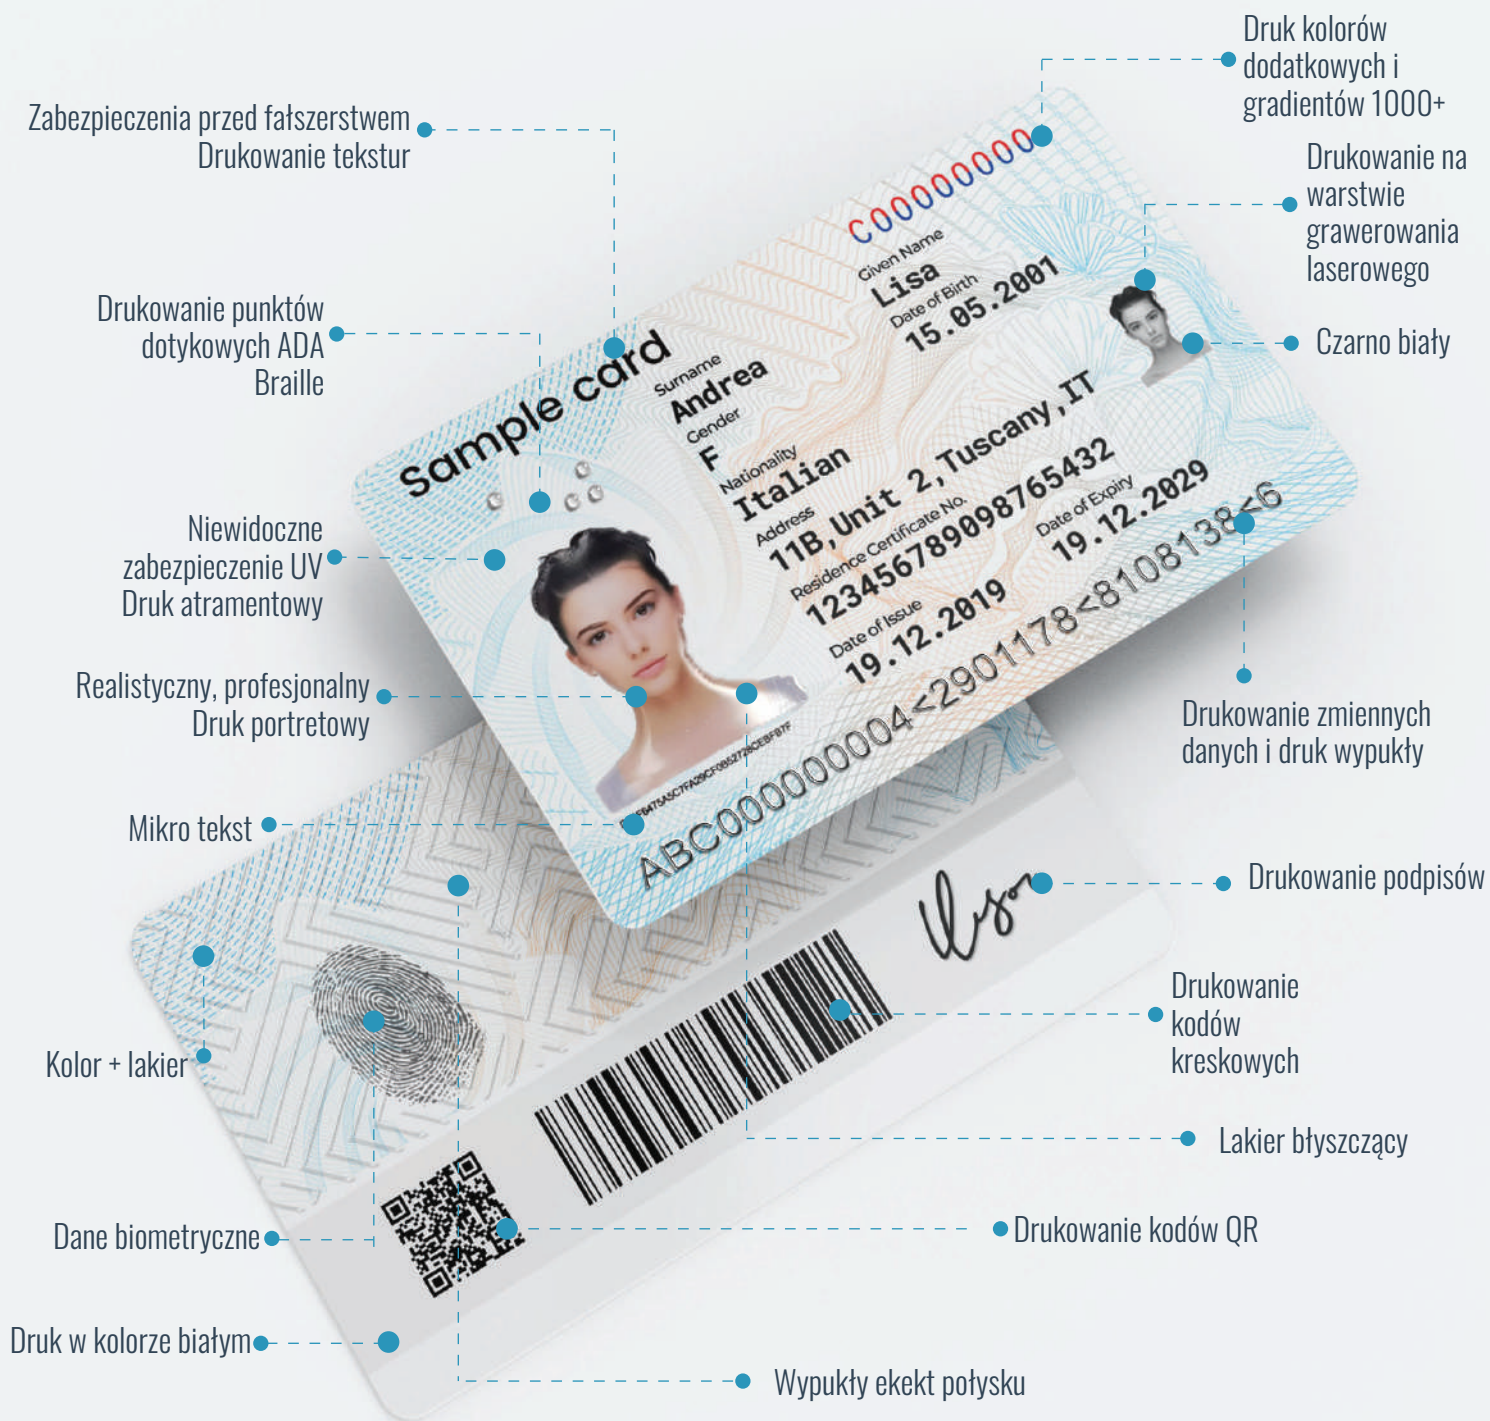 Druk kolorów
dodatkowych i
gradientów 1000+
Zabezpieczenia przed fałszerstwem
Drukowanie tekstur
Drukowanie na
warstwie
grawerowania
laserowego
Drukowanie punktów
dotykowych ADA
Braille
Czarno biały
Niewidoczne
zabezpieczenie UV
Druk atramentowy
Realistyczny, profesjonalny
Druk portretowy
Drukowanie zmiennych
danych i druk wypukły
Mikro tekst
Drukowanie podpisów
Drukowanie
kodów
kreskowych
Kolor + lakier
Lakier błyszczący
Dane biometryczne
Drukowanie kodów QR
Druk w kolorze białym
Wypukły ekekt połysku
Sample card
C00000000
Surname
Andrea
Given Name
Lisa
Gender
F
Date of Birth
15.05.2001
Nationality
Italian
Address
11B,Unit 2,Tuscany,IT
Residence Certificate No.
123456789098765432
Date of Issue
19.12.2019
Date of Expiry
19.12.2029
ABC000000004<2901178<8108138<6